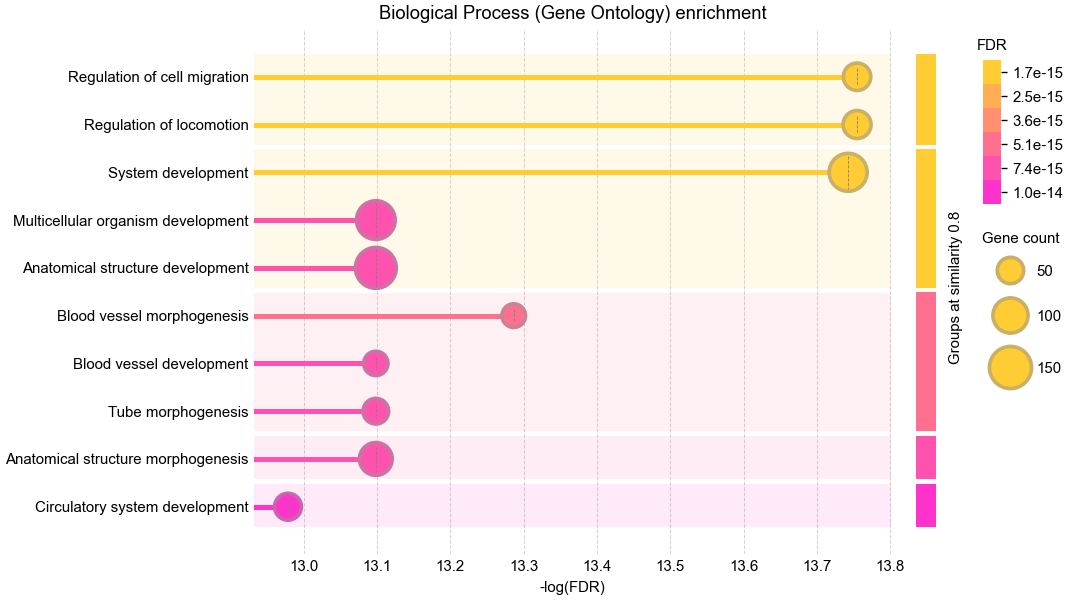 Biological Process (Gene Ontology) enrichment
Regulation of cell migration
Regulation of locomotion
System development
Multicellular organism development
Anatomical structure development
Blood vessel morphogenesis
Blood vessel development
Tube morphogenesis
Anatomical structure morphogenesis
Circulatory system development
13.0 13.1 13.2 13.3 13.4 13.5 13.6 13.7 13.8
-log(FDR)
Groups at similarity 0.8
FDR
1.7e-15
2.5e-15
3.6e-15
5.1e-15
7.4e-15
1.0e-14
Gene count
50
100
150